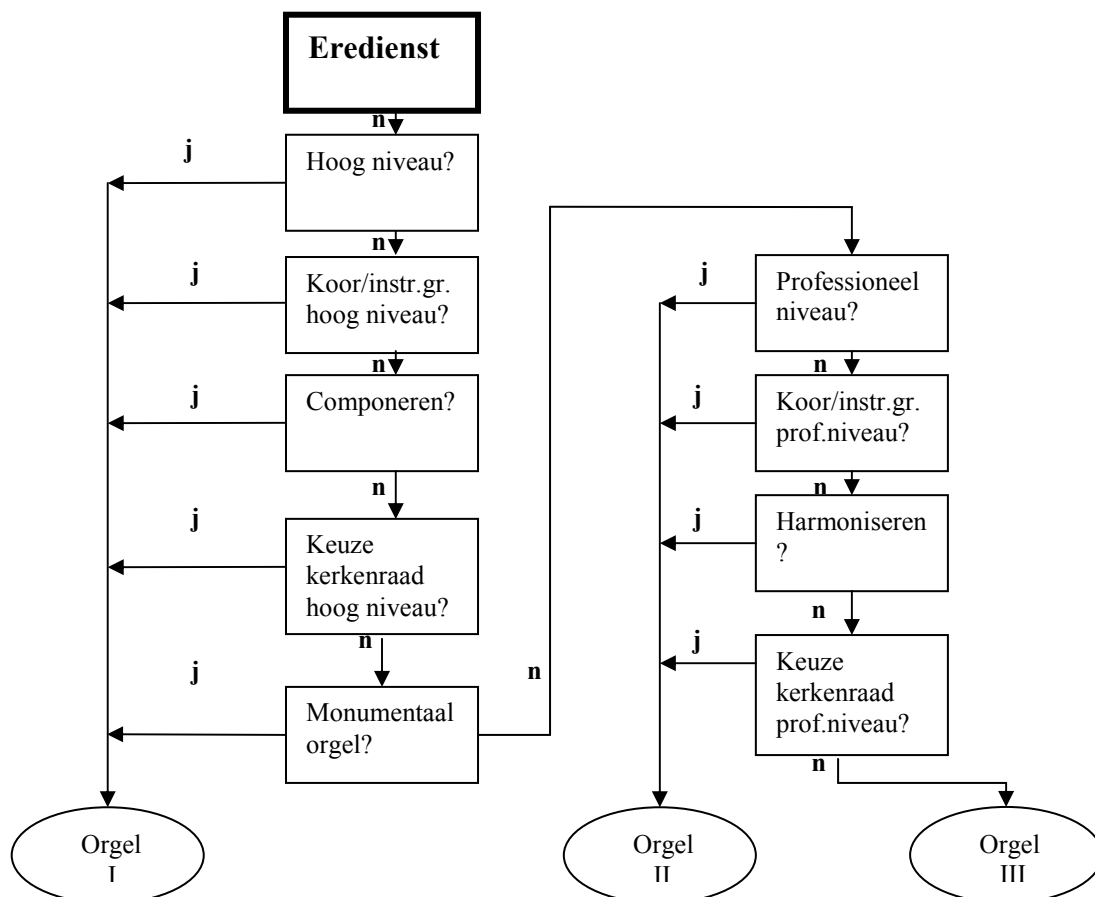 Eredienst
n
j
Hoog niveau?
n
j
Koor/instr.gr.
hoog niveau?
n
j
Componeren?
n
j
Keuze
kerkenraad
hoog niveau?
n
j
Monumentaal
orgel?
n
Orgel
I
j
Professioneel
niveau?
n
j
Koor/instr.gr.
prof.niveau?
n
j
Harmoniseren
?
n
j
Keuze
kerkenraad
prof.niveau?
n
Orgel
II
Orgel
III